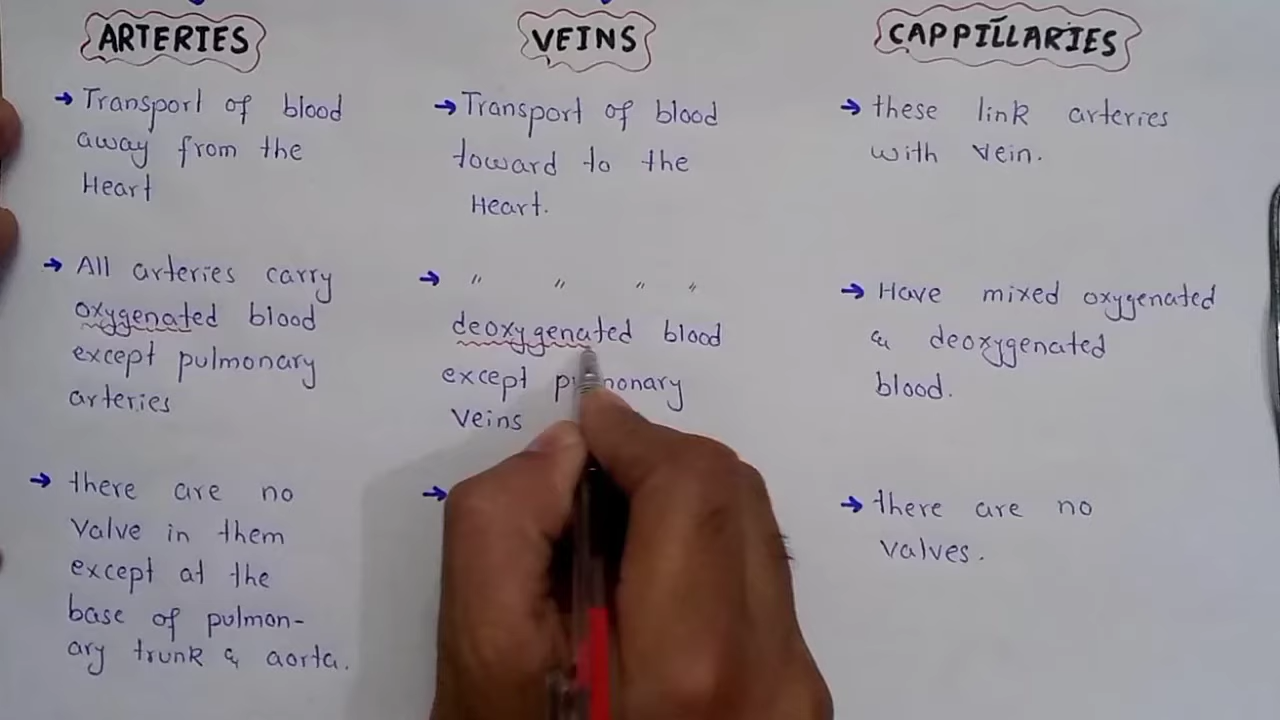 ARTERIES
→ Transport of blood
away from the
Heart
→ All arteries carry
oxygenated blood
except pulmonary
arteries
→ there are no
valve in them
except at the
base of pulmon-
ary trunk & aorta.
VEINS
→ Transport of blood
toward to the
Heart.
→ " " " "
deoxygenated blood
except pulmonary
veins
→
CAPPILLARIES
→ these link arteries
with vein.
→ Have mixed oxygenated
& deoxygenated
blood.
→ there are no
valves.